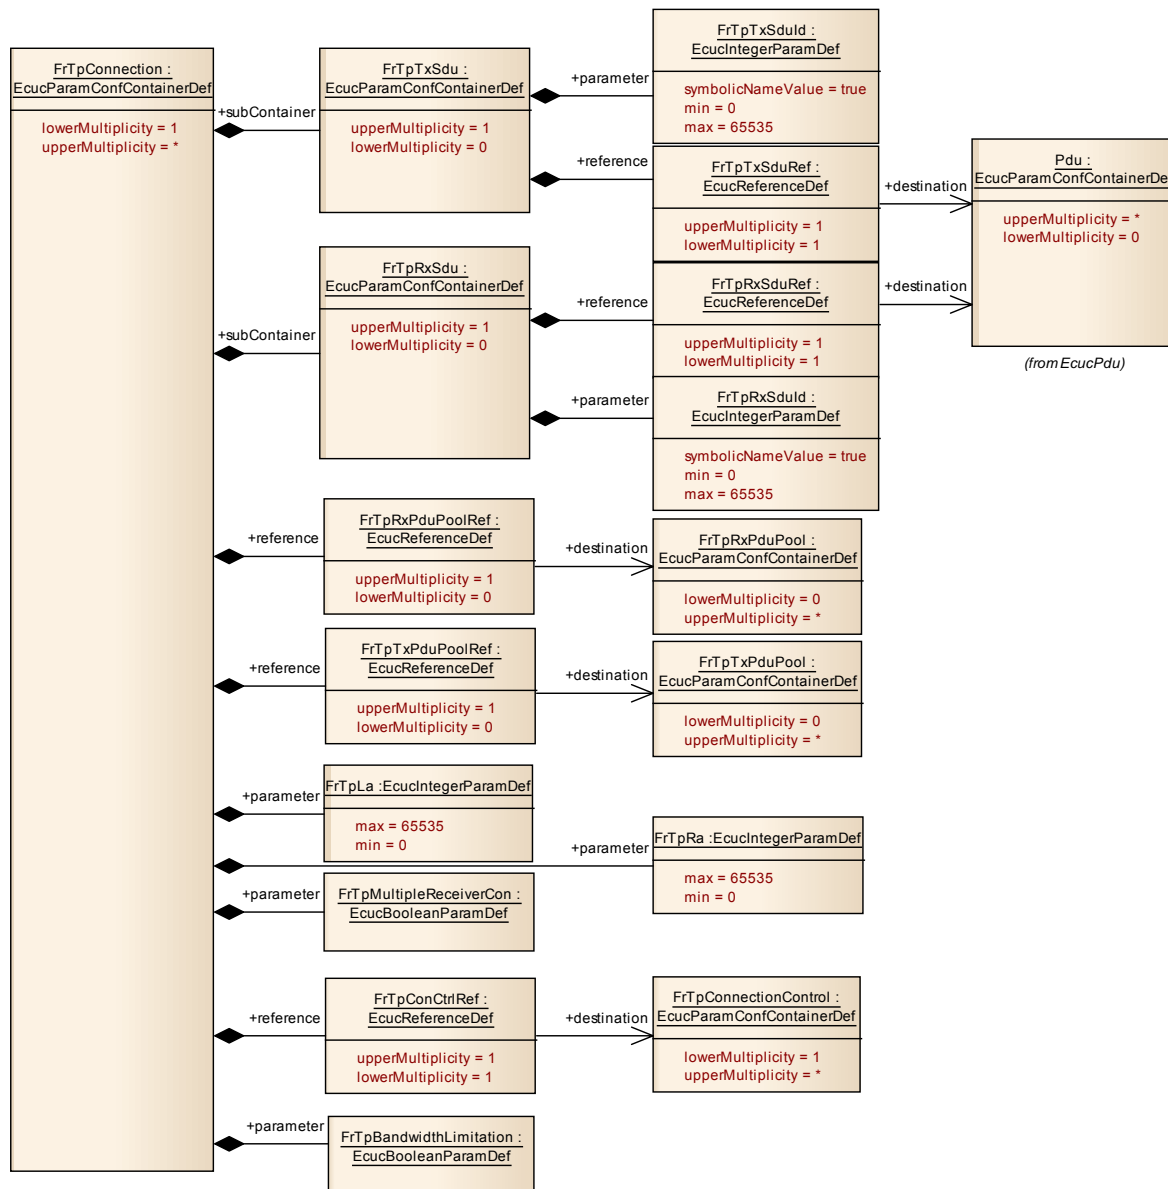 FrTpConnection :
EcucParamConfContainerDef
lowerMultiplicity = 1
upperMultiplicity = *
+subContainer
FrTpTxSdu :
EcucParamConfContainerDef
upperMultiplicity = 1
lowerMultiplicity = 0
+parameter
FrTpTxSduId :
EcucIntegerParamDef
symbolicNameValue = true
min = 0
max = 65535
+reference
FrTpTxSduRef :
EcucReferenceDef
upperMultiplicity = 1
lowerMultiplicity = 1
+destination
Pdu :
EcucParamConfContainerDef
upperMultiplicity = *
lowerMultiplicity = 0
(from EcucPdu)
+subContainer
FrTpRxSdu :
EcucParamConfContainerDef
upperMultiplicity = 1
lowerMultiplicity = 0
+reference
FrTpRxSduRef :
EcucReferenceDef
upperMultiplicity = 1
lowerMultiplicity = 1
+destination
+parameter
FrTpRxSduId :
EcucIntegerParamDef
symbolicNameValue = true
min = 0
max = 65535
+reference
FrTpRxPduPoolRef :
EcucReferenceDef
upperMultiplicity = 1
lowerMultiplicity = 0
+destination
FrTpRxPduPool :
EcucParamConfContainerDef
lowerMultiplicity = 0
upperMultiplicity = *
+reference
FrTpTxPduPoolRef :
EcucReferenceDef
upperMultiplicity = 1
lowerMultiplicity = 0
+destination
FrTpTxPduPool :
EcucParamConfContainerDef
lowerMultiplicity = 0
upperMultiplicity = *
+parameter
FrTpLa :EcucIntegerParamDef
max = 65535
min = 0
+parameter
FrTpRa :EcucIntegerParamDef
max = 65535
min = 0
+parameter
FrTpMultipleReceiverCon :
EcucBooleanParamDef
+reference
FrTpConCtrlRef :
EcucReferenceDef
upperMultiplicity = 1
lowerMultiplicity = 1
+destination
FrTpConnectionControl :
EcucParamConfContainerDef
lowerMultiplicity = 1
upperMultiplicity = *
+parameter
FrTpBandwidthLimitation :
EcucBooleanParamDef